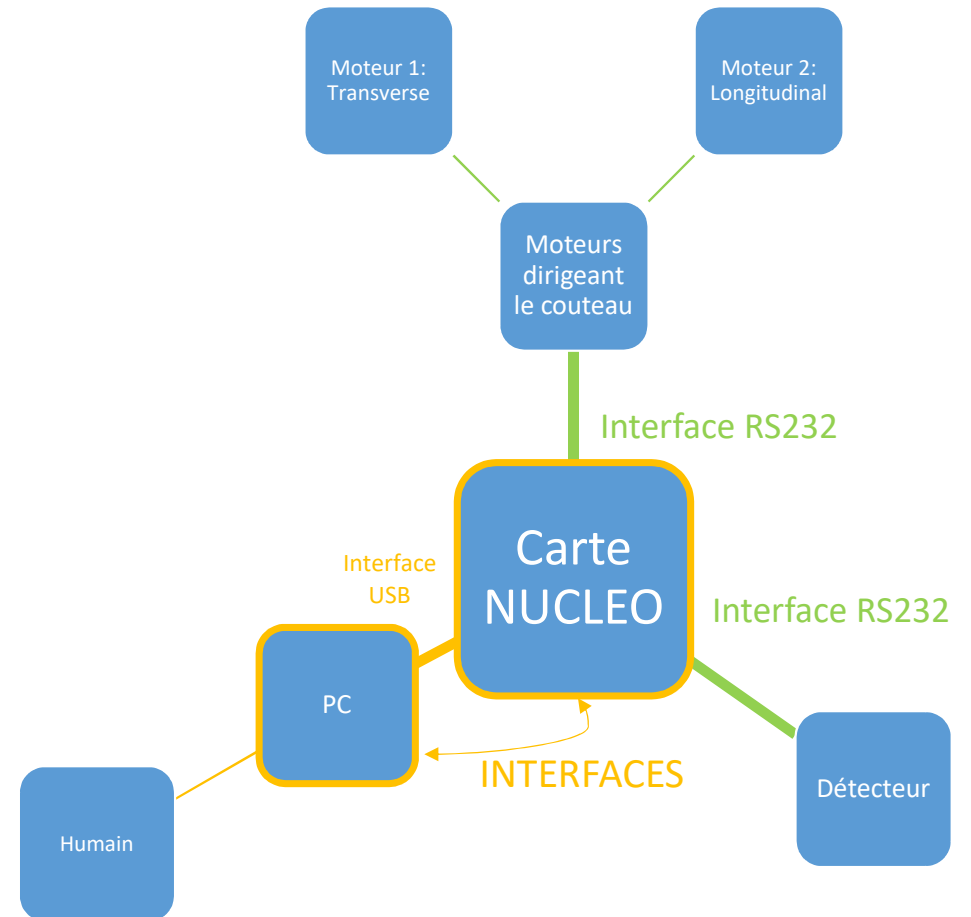 Moteur 1:
Transverse
Moteur 2:
Longitudinal
Moteurs
dirigeant
le couteau
Interface RS232
Carte
NUCLEO
Interface
USB
Interface RS232
PC
INTERFACES
Détecteur
Humain